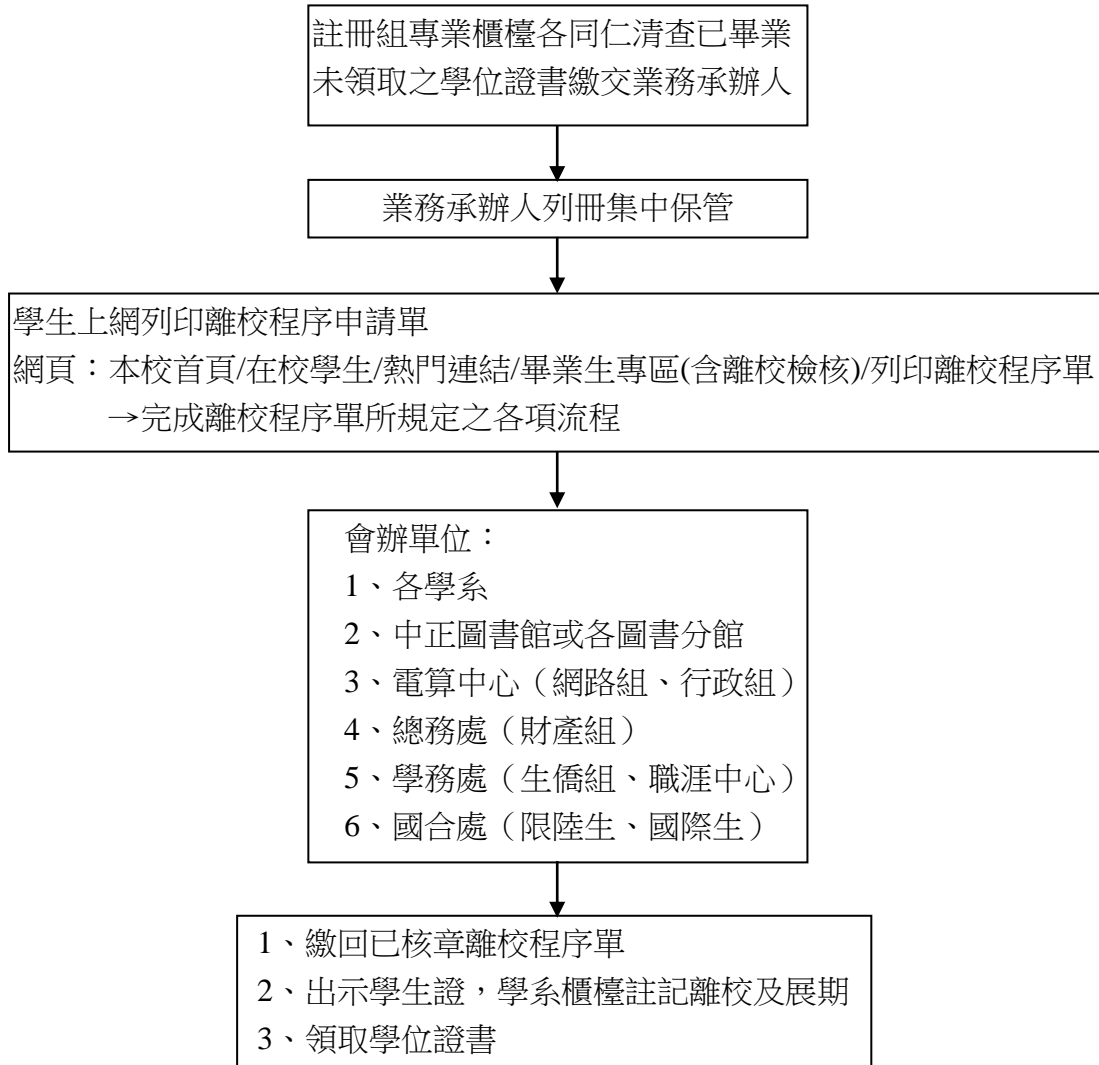 註冊組專業櫃檯各同仁清查已畢業
未領取之學位證書繳交業務承辦人
業務承辦人列冊集中保管
學生上網列印離校程序申請單
網頁：本校首頁/在校學生/熱門連結/畢業生專區(含離校檢核)/列印離校程序單
→完成離校程序單所規定之各項流程
會辦單位：
1、各學系
2、中正圖書館或各圖書分館
3、電算中心（網路組、行政組）
4、總務處（財產組）
5、學務處（生僑組、職涯中心）
6、國合處（限陸生、國際生）
1、繳回已核章離校程序單
2、出示學生證，學系櫃檯註記離校及展期
3、領取學位證書